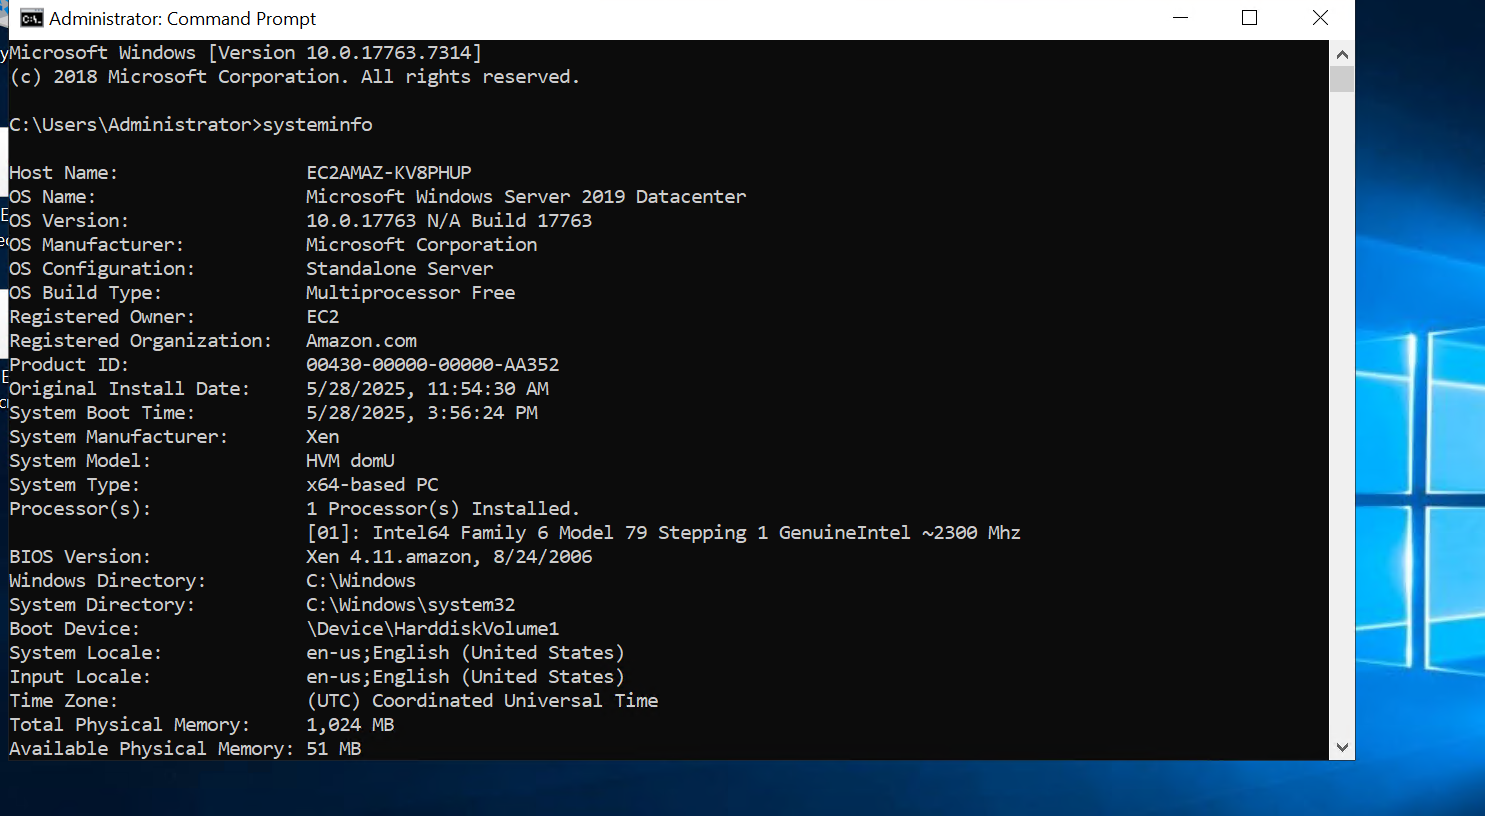 Administrator: Command Prompt
Microsoft Windows [Version 10.0.17763.7314]
(c) 2018 Microsoft Corporation. All rights reserved.
C:\Users\Administrator>systeminfo
Host Name: EC2AMAZ-KV8PHUP
OS Name: Microsoft Windows Server 2019 Datacenter
OS Version: 10.0.17763 N/A Build 17763
OS Manufacturer: Microsoft Corporation
OS Configuration: Standalone Server
OS Build Type: Multiprocessor Free
Registered Owner: EC2
Registered Organization: Amazon.com
Product ID: 00430-00000-00000-AA352
Original Install Date: 5/28/2025, 11:54:30 AM
System Boot Time: 5/28/2025, 3:56:24 PM
System Manufacturer: Xen
System Model: HVM domU
System Type: x64-based PC
Processor(s): 1 Processor(s) Installed.
[01]: Intel64 Family 6 Model 79 Stepping 1 GenuineIntel ~2300 Mhz
BIOS Version: Xen 4.11.amazon, 8/24/2006
Windows Directory: C:\Windows
System Directory: C:\Windows\system32
Boot Device: \Device\HarddiskVolume1
System Locale: en-us;English (United States)
Input Locale: en-us;English (United States)
Time Zone: (UTC) Coordinated Universal Time
Total Physical Memory: 1,024 MB
Available Physical Memory: 51 MB